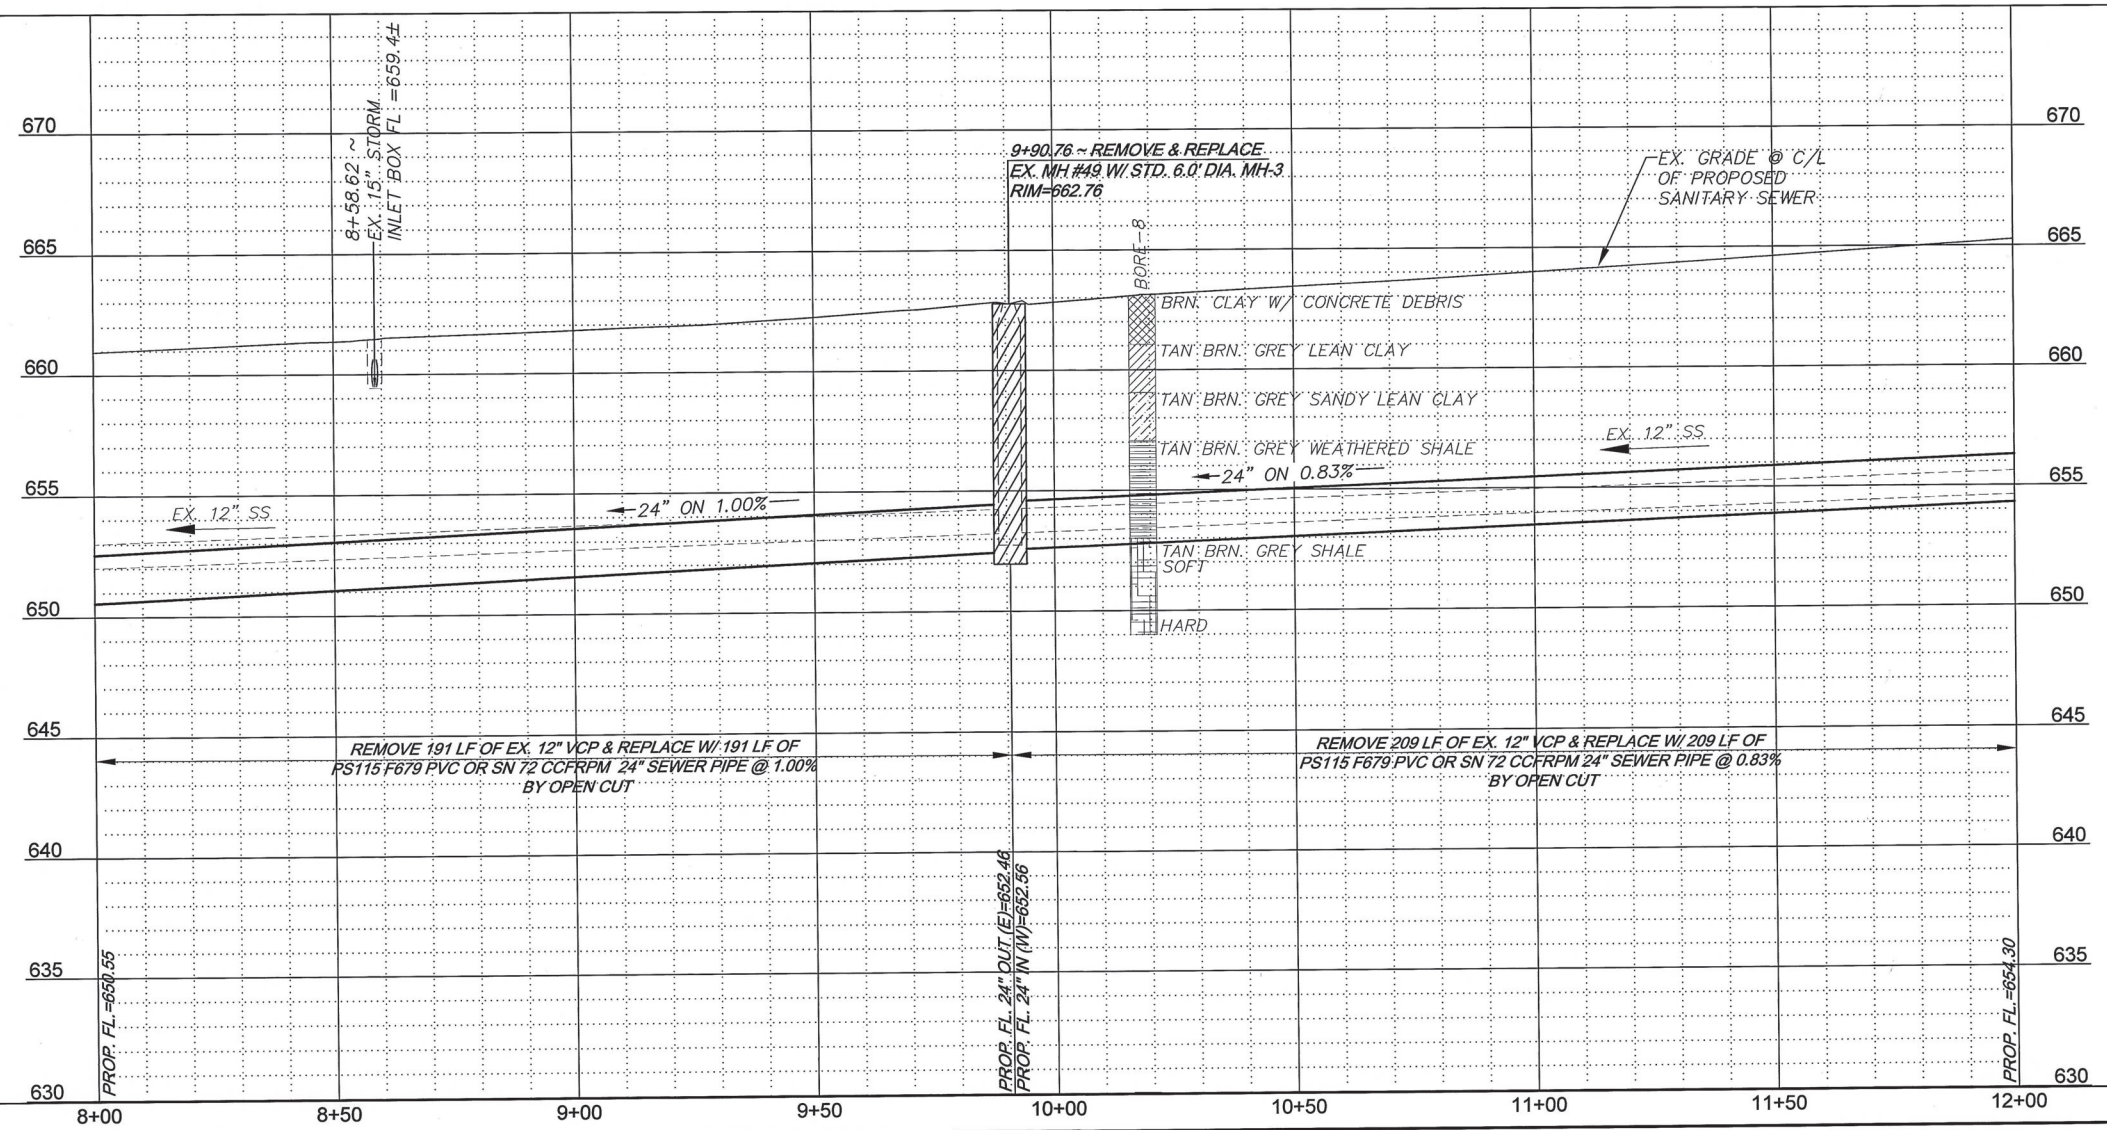 8+58.62 ~
EX. 15" STORM
INLET BOX FL =659.4±
670
670
9+90.76 ~ REMOVE & REPLACE
EX. MH #49 W/ STD. 6.0' DIA. MH-3
RIM=662.76
EX. GRADE @ C/L
OF PROPOSED
SANITARY SEWER
BORE-8
665
665
BRN. CLAY W/ CONCRETE DEBRIS
TAN BRN. GREY LEAN CLAY
660
660
TAN BRN. GREY SANDY LEAN CLAY
EX. 12" SS
TAN BRN. GREY WEATHERED SHALE
24" ON 0.83%
655
655
24" ON 1.00%
EX. 12" SS
TAN BRN. GREY SHALE
SOFT
650
650
HARD
645
645
REMOVE 191 LF OF EX. 12" VCP & REPLACE W/ 191 LF OF
PS115 F679 PVC OR SN 72 CCFRPM 24" SEWER PIPE @ 1.00%
BY OPEN CUT
REMOVE 209 LF OF EX. 12" VCP & REPLACE W/ 209 LF OF
PS115 F679 PVC OR SN 72 CCFRPM 24" SEWER PIPE @ 0.83%
BY OPEN CUT
640
640
635
635
PROP. FL.=650.55
PROP. FL. 24" OUT (E)=652.46
PROP. FL. 24" IN (W)=652.56
PROP. FL.=654.30
630
630
8+00
8+50
9+00
9+50
10+00
10+50
11+00
11+50
12+00